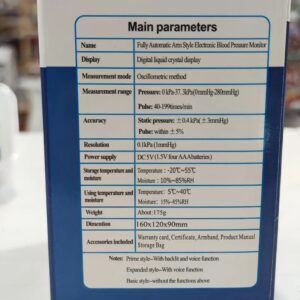 Main parameters
Name Fully Automatic Arm Style Electronic Blood Pressure Monitor
Display Digital liquid crystal display
Measurement mode Oscillometric method
Measurement range Pressure: 0 kPa-37.3kPa(0mmHg-280mmHg)
Pulse: 40-199times/min)
Accuracy Static pressure: ±0.4kPa(±3mmHg)
Pulse: within ±5%
Resolution 0.1kPa(1mmHg)
Power supply DC 5V (1.5V four AA batteries)
Storage temperature and moisture Temperature: -20℃~55℃
Moisture: 10%~85%RH
Using temperature and moisture Temperature: 5℃~40℃
Moisture: 15%-85%RH
Weight About:175g
Dimension 160x120x90mm
Accessories included Warranty card, Certificate, Armband, Product Manual
Storage Bag
Notes: Prime style--With backlit and voice function
Expanded style--With voice function
Basic style--without the functions above